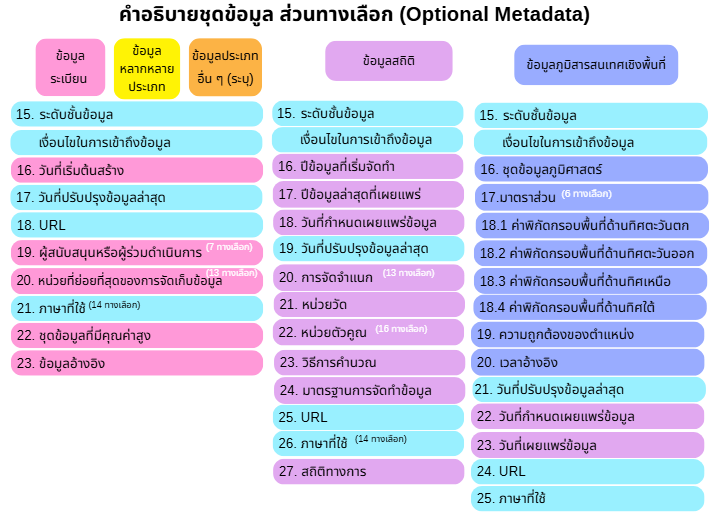 คำอธิบายชุดข้อมูล ส่วนทางเลือก (Optional Metadata)
ข้อมูล
ระเบียน
ข้อมูล
หลากหลาย
ประเภท
ข้อมูลประเภท
อื่น ๆ (ระบุ)
15. ระดับชั้นข้อมูล
เงื่อนไขในการเข้าถึงข้อมูล
16. วันที่เริ่มต้นสร้าง
17. วันที่ปรับปรุงข้อมูลล่าสุด
18. URL
19. ผู้สนับสนุนหรือผู้ร่วมดำเนินการ (7 ทางเลือก)
20. หน่วยที่ย่อยที่สุดของการจัดเก็บข้อมูล (13 ทางเลือก)
21. ภาษาที่ใช้ (14 ทางเลือก)
22. ชุดข้อมูลที่มีคุณค่าสูง
23. ข้อมูลอ้างอิง
ข้อมูลสถิติ
15. ระดับชั้นข้อมูล
เงื่อนไขในการเข้าถึงข้อมูล
16. ปีข้อมูลที่เริ่มจัดทำ
17. ปีข้อมูลล่าสุดที่เผยแพร่
18. วันที่กำหนดเผยแพร่ข้อมูล
19. วันที่ปรับปรุงข้อมูลล่าสุด
20. การจัดจำแนก (13 ทางเลือก)
21. หน่วยวัด
22. หน่วยตัวคูณ (16 ทางเลือก)
23. วิธีการคำนวณ
24. มาตรฐานการจัดทำข้อมูล
25. URL
26. ภาษาที่ใช้ (14 ทางเลือก)
27. สถิติทางการ
ข้อมูลภูมิสารสนเทศเชิงพื้นที่
15. ระดับชั้นข้อมูล
เงื่อนไขในการเข้าถึงข้อมูล
16. ชุดข้อมูลภูมิศาสตร์
17.มาตราส่วน (6 ทางเลือก)
18.1 ค่าพิกัดกรอบพื้นที่ด้านทิศตะวันตก
18.2 ค่าพิกัดกรอบพื้นที่ด้านทิศตะวันออก
18.3 ค่าพิกัดกรอบพื้นที่ด้านทิศเหนือ
18.4 ค่าพิกัดกรอบพื้นที่ด้านทิศใต้
19. ความถูกต้องของตำแหน่ง
20. เวลาอ้างอิง
21. วันที่ปรับปรุงข้อมูลล่าสุด
22. วันที่กำหนดเผยแพร่ข้อมูล
23. วันที่เผยแพร่ข้อมูล
24. URL
25. ภาษาที่ใช้